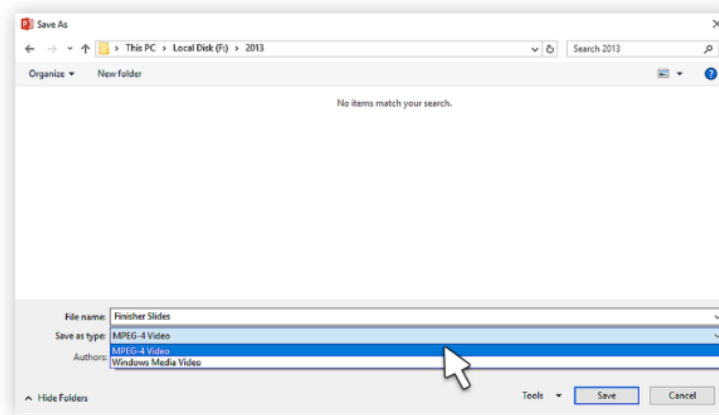 Save As
This PC > Local Disk (F:) > 2013
Search 2013
Organize
New folder
No items match your search.
File name: Finisher Slides
Save as type: MPEG-4 Video
MPEG-4 Video
Authors:
Windows Media Video
Hide Folders
Tools
Save
Cancel